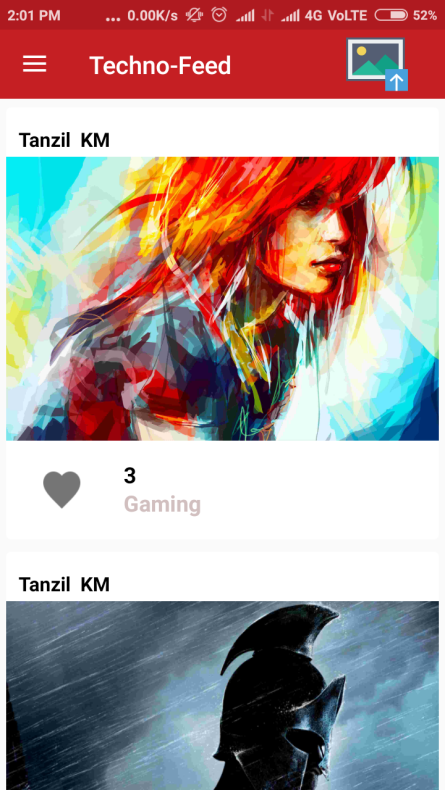 2:01 PM ... 0.00K/s 4G VoLTE 52%
Techno-Feed
Tanzil KM
3
Gaming
Tanzil KM